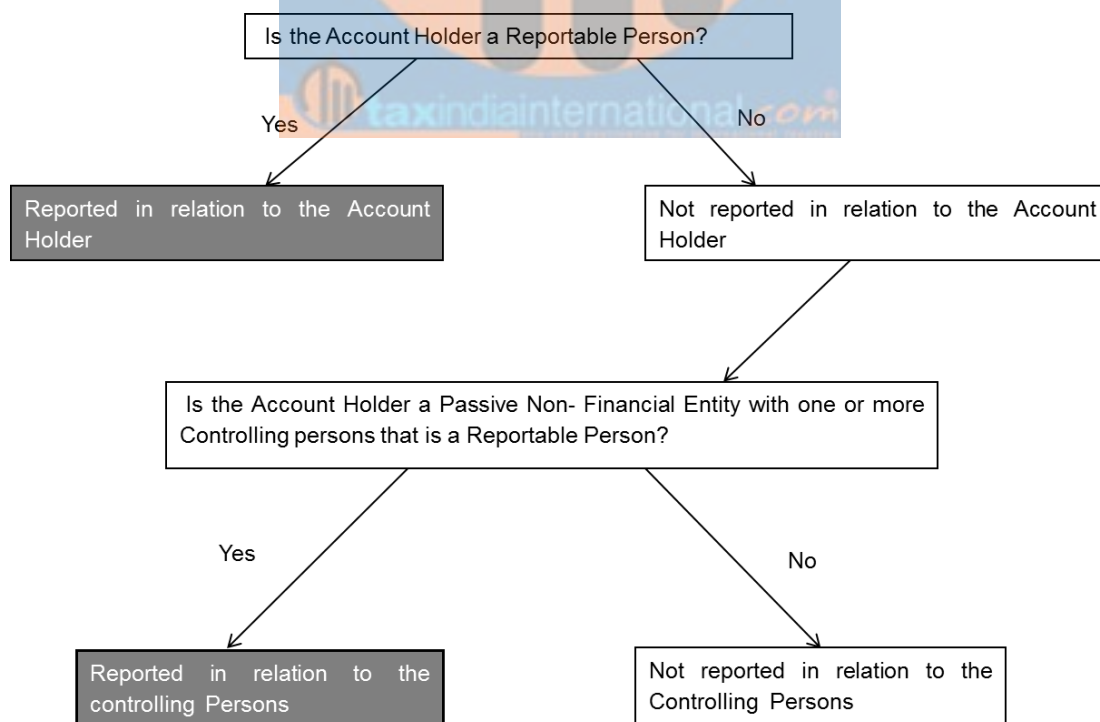 Is the Account Holder a Reportable Person?
taxindiainternational.com
Yes
No
Reported in relation to the Account
Holder
Not reported in relation to the Account
Holder
Is the Account Holder a Passive Non- Financial Entity with one or more
Controlling persons that is a Reportable Person?
Yes
No
Reported in relation to the
controlling Persons
Not reported in relation to the
Controlling Persons